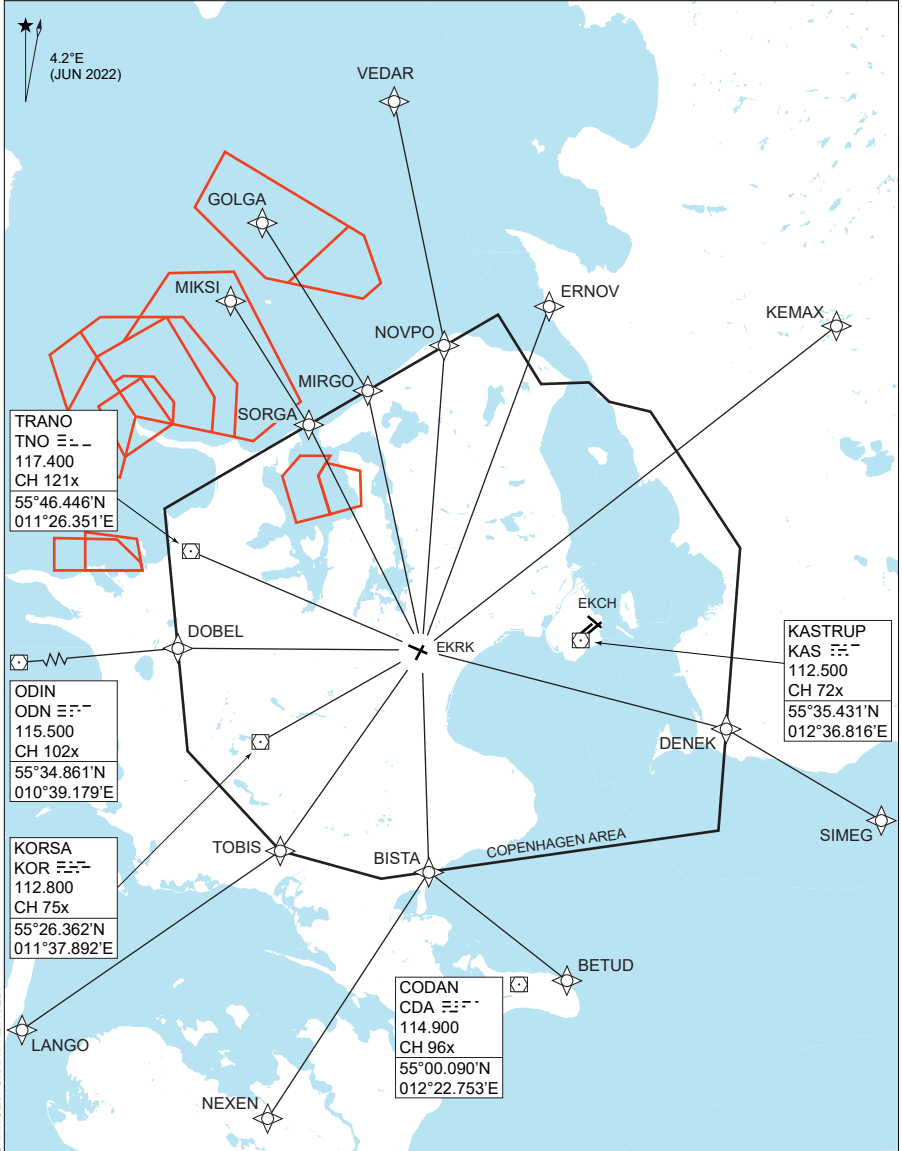 4.2°E
(JUN 2022)
VEDAR
GOLGA
MIKSI
ERNOV
KEMAX
NOVPO
MIRGO
SORGA
TRANO
TNO
117.400
CH 121x
55°46.446'N
011°26.351'E
EKCH
DOBEL
EKRK
KASTRUP
KAS
112.500
CH 72x
55°35.431'N
012°36.816'E
ODIN
ODN
115.500
CH 102x
55°34.861'N
010°39.179'E
DENEK
SIMEG
KORSA
KOR
112.800
CH 75x
55°26.362'N
011°37.892'E
TOBIS
BISTA
COPENHAGEN AREA
BETUD
CODAN
CDA
114.900
CH 96x
55°00.090'N
012°22.753'E
LANGO
NEXEN